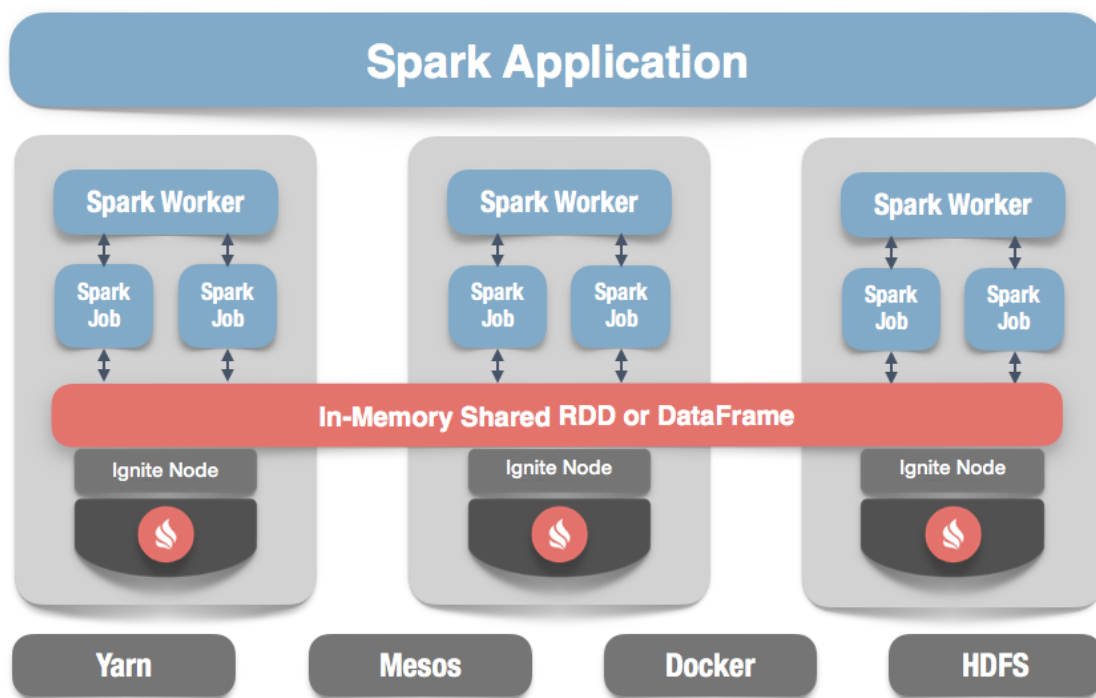 Spark Application
Spark Worker
Spark Worker
Spark Worker
Spark
Job
Spark
Job
Spark
Job
Spark
Job
Spark
Job
Spark
Job
In-Memory Shared RDD or DataFrame
Ignite Node
Ignite Node
Ignite Node
Yarn
Mesos
Docker
HDFS